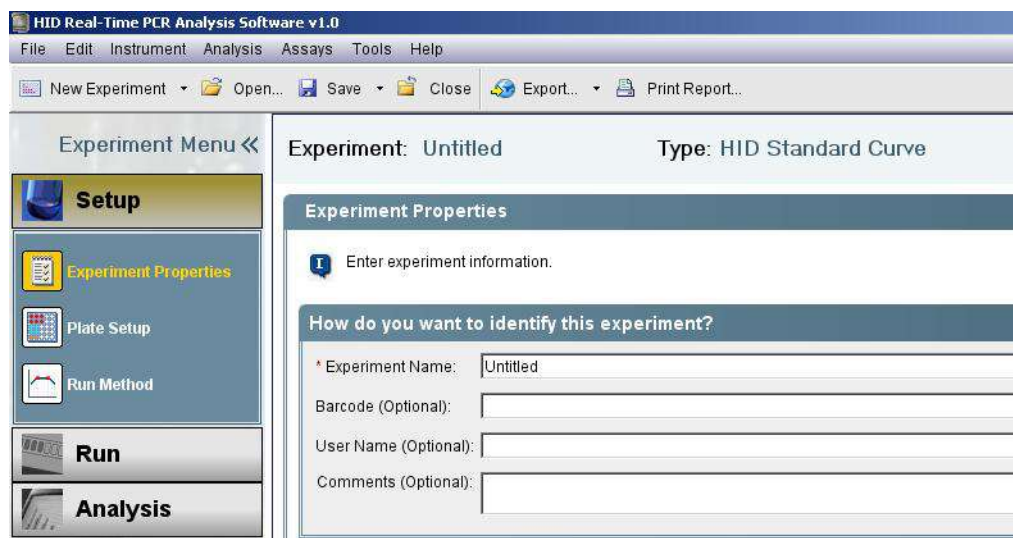 HID Real-Time PCR Analysis Software v1.0
File Edit Instrument Analysis Assays Tools Help
New Experiment Open... Save Close Export... Print Report...
Experiment Menu «
Experiment: Untitled Type: HID Standard Curve
Setup
Experiment Properties
Plate Setup
Run Method
Run
Analysis
Experiment Properties
Enter experiment information.
How do you want to identify this experiment?
* Experiment Name: Untitled
Barcode (Optional):
User Name (Optional):
Comments (Optional):